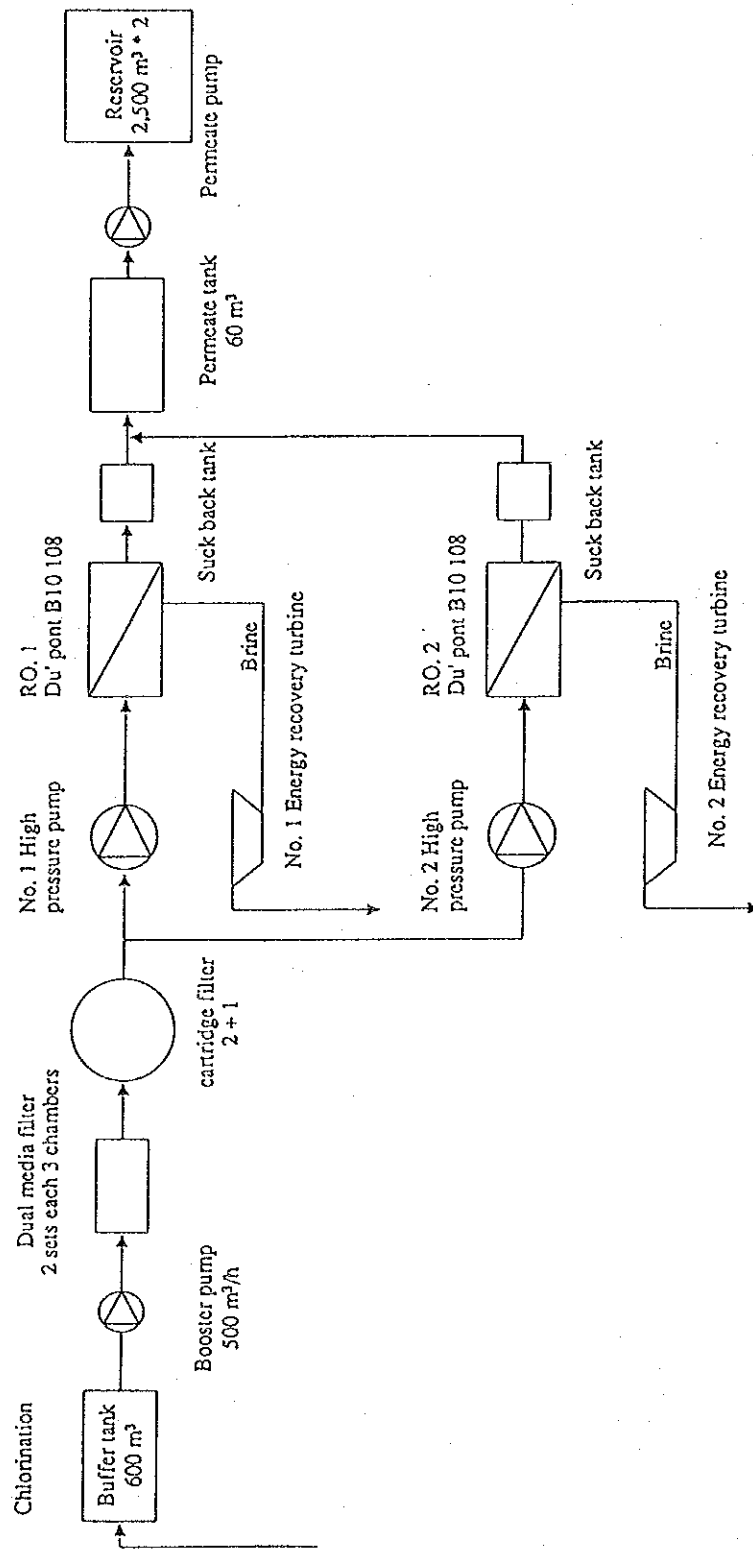 Chlorination
Buffer tank
600 m³
Booster pump
500 m³/h
Dual media filter
2 sets each 3 chambers
cartridge filter
2 + 1
No. 1 High
pressure pump
RO. 1
Du' pont B10 108
Brine
No. 1 Energy recovery turbine
Suck back tank
Permeate tank
60 m³
Permeate pump
Reservoir
2,500 m³ * 2
No. 2 High
pressure pump
RO. 2
Du' pont B10 108
Brine
No. 2 Energy recovery turbine
Suck back tank